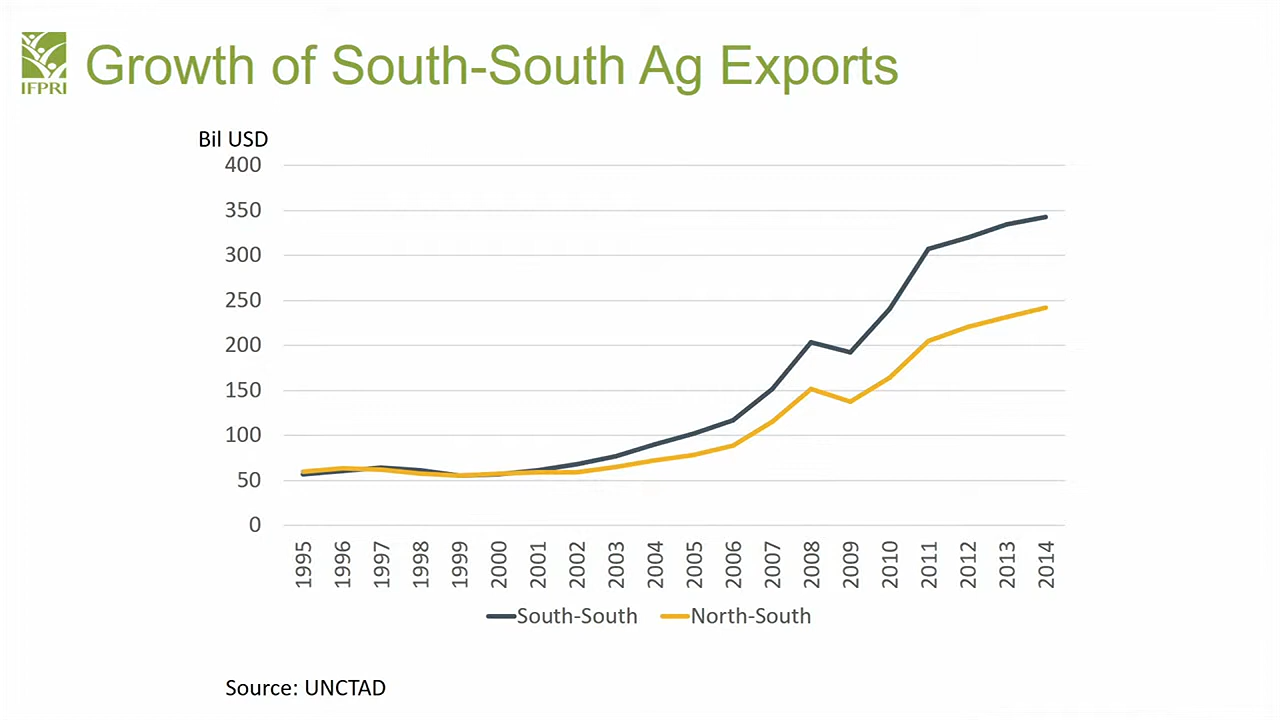 IFPRI
Growth of South-South Ag Exports
Bil USD
400
350
300
250
200
150
100
50
0
1995 1996 1997 1998 1999 2000 2001 2002 2003 2004 2005 2006 2007 2008 2009 2010 2011 2012 2013 2014
South-South North-South
Source: UNCTAD